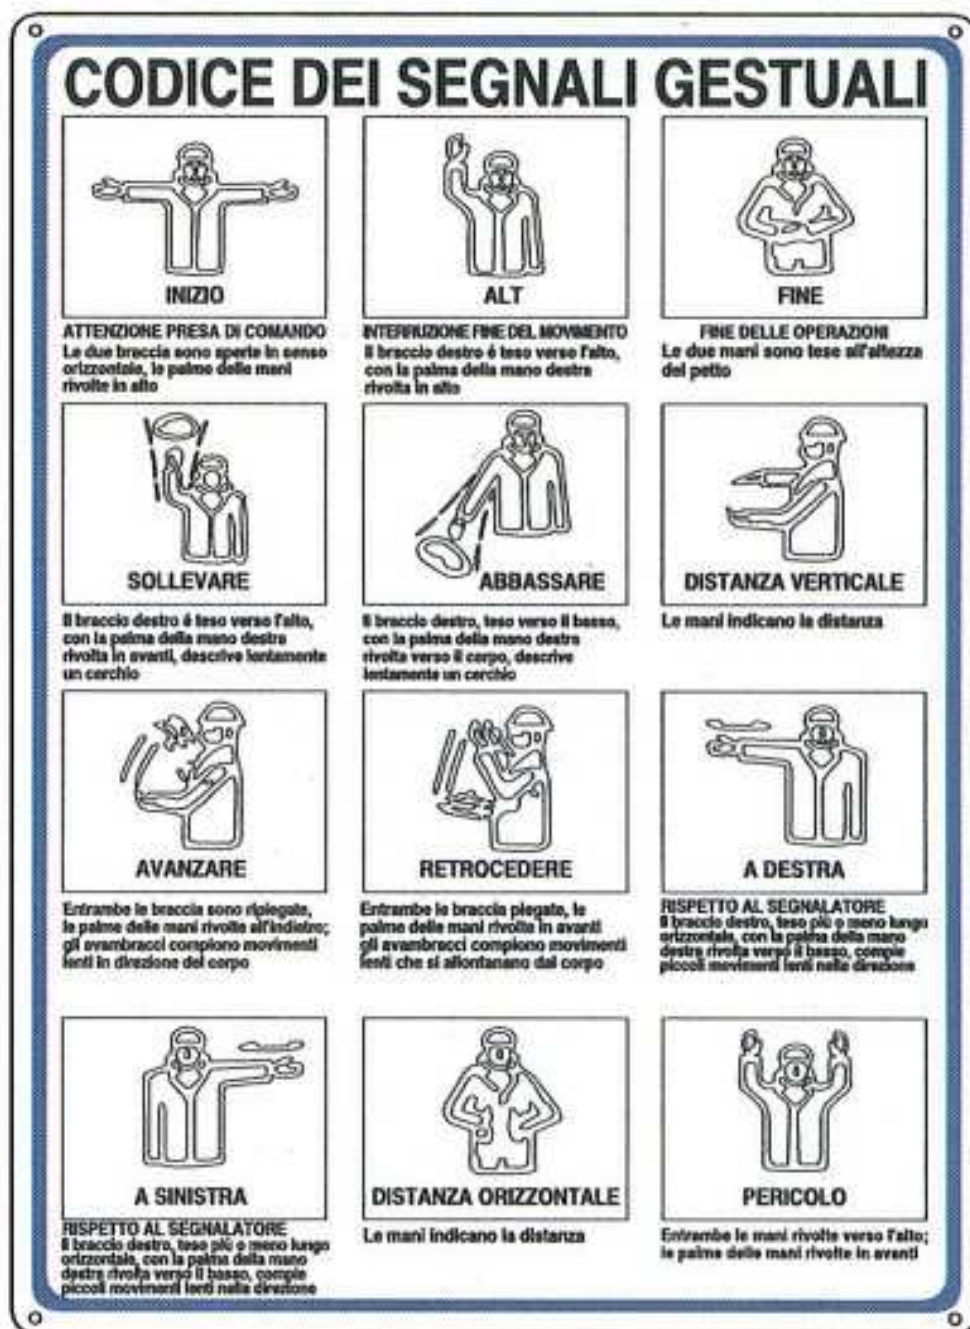 CODICE DEI SEGNALI GESTUALI
INIZIO
ATTENZIONE PRESA DI COMANDO
Le due braccia sono aperte in senso
orizzontale, le palme delle mani
rivolte in alto
ALT
INTERRUZIONE FINE DEL MOVIMENTO
Il braccio destro é teso verso l'alto,
con la palma della mano destra
rivolta in alto
FINE
FINE DELLE OPERAZIONI
Le due mani sono tese all'altezza
del petto
SOLLEVARE
Il braccio destro é teso verso l'alto,
con la palma della mano destra
rivolta in avanti, descrive lentamente
un cerchio
ABBASSARE
Il braccio destro, teso verso il basso,
con la palma della mano destra
rivolta verso il corpo, descrive
lentamente un cerchio
DISTANZA VERTICALE
Le mani indicano la distanza
AVANZARE
Entrambe le braccia sono ripiegate,
le palme delle mani rivolte all'indietro;
gli avambracci compiono movimenti
lenti in direzione del corpo
RETROCEDERE
Entrambe le braccia piegate, le
palme delle mani rivolte in avanti
gli avambracci compiono movimenti
lenti che si allontanano dal corpo
A DESTRA
RISPETTO AL SEGNALATORE
Il braccio destro, teso più o meno lungo
orizzontale, con la palma della mano
destra rivolta verso il basso, compie
piccoli movimenti lenti nella direzione
A SINISTRA
RISPETTO AL SEGNALATORE
Il braccio destro, teso più o meno lungo
orizzontale, con la palma della mano
destra rivolta verso il basso, compie
piccoli movimenti lenti nella direzione
DISTANZA ORIZZONTALE
Le mani indicano la distanza
PERICOLO
Entrambe le mani rivolte verso l'alto;
le palme delle mani rivolte in avanti